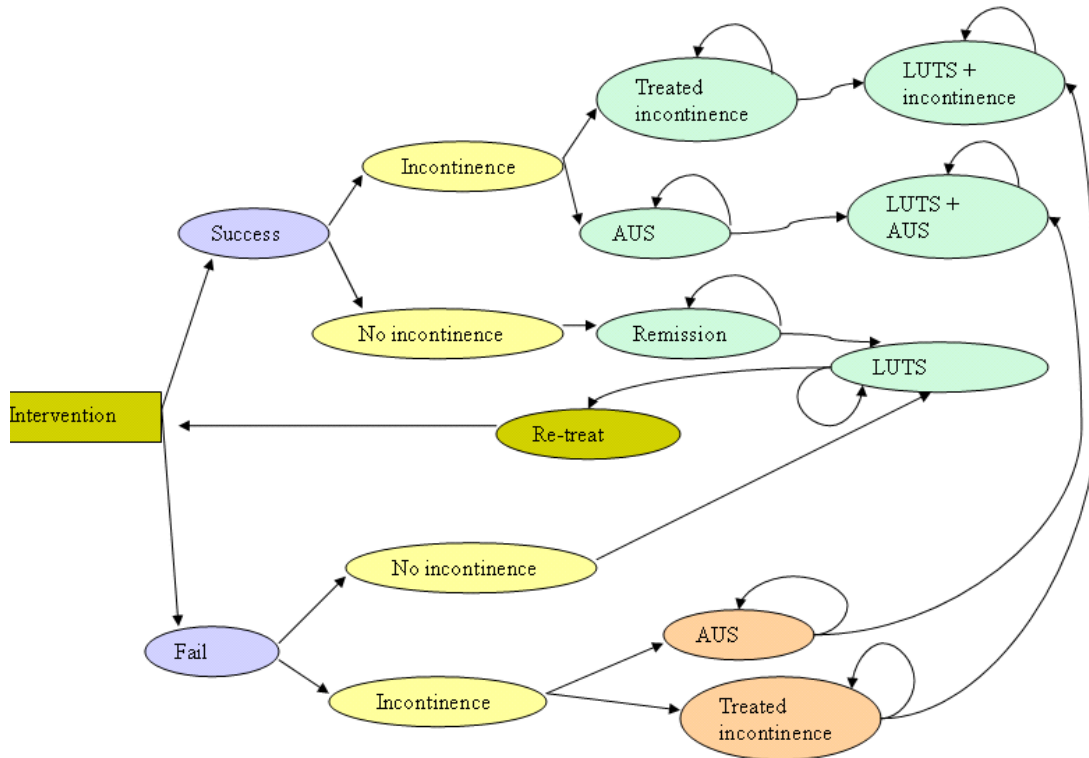 Treated
incontinence
LUTS +
incontinence
Incontinence
Success
AUS
LUTS +
AUS
No incontinence
Remission
LUTS
Intervention
Re-treat
No incontinence
Fail
AUS
Incontinence
Treated
incontinence